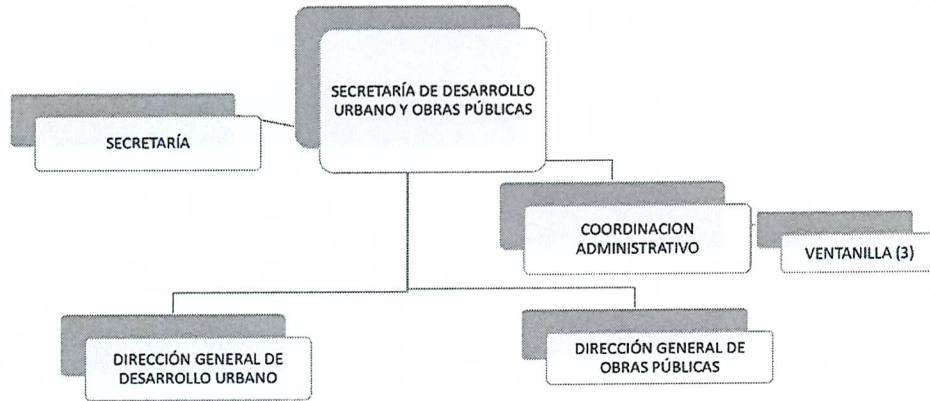 SECRETARÍA DE DESARROLLO
URBANO Y OBRAS PÚBLICAS
SECRETARÍA
COORDINACION
ADMINISTRATIVO
VENTANILLA (3)
DIRECCIÓN GENERAL DE
DESARROLLO URBANO
DIRECCIÓN GENERAL DE
OBRAS PÚBLICAS